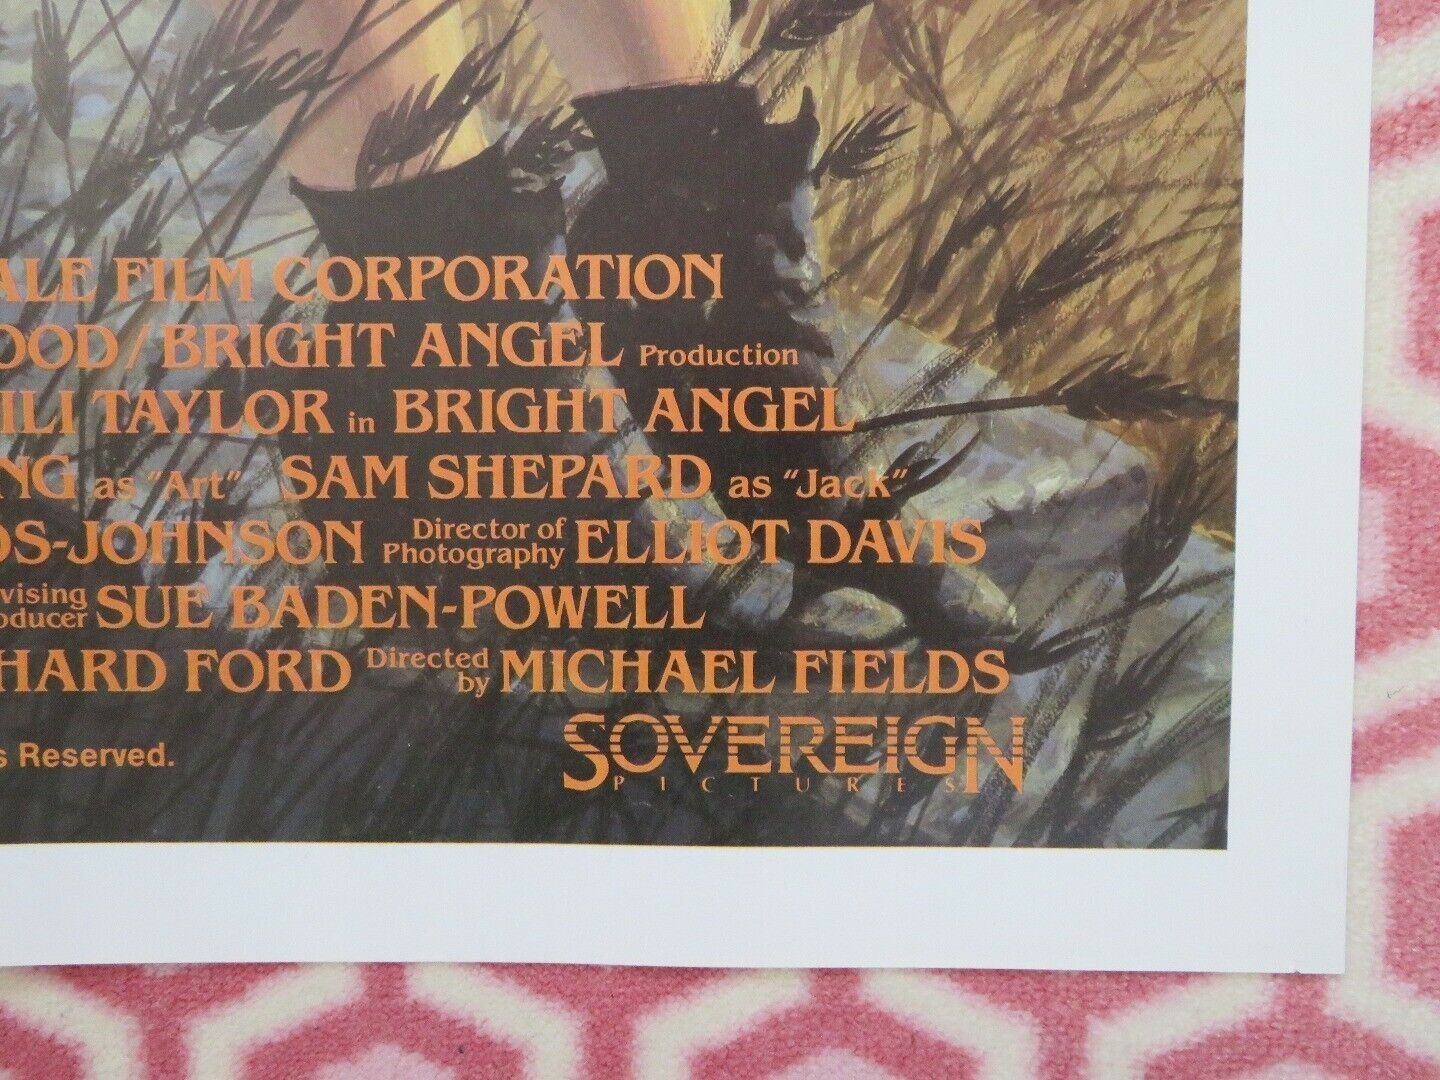 ALE FILM CORPORATION
OOD/BRIGHT ANGEL Production
ILI TAYLOR in BRIGHT ANGEL
NG as "Art" SAM SHEPARD as "Jack"
DS-JOHNSON Director of Photography ELLIOT DAVIS
vising oducer SUE BADEN-POWELL
HARD FORD Directed by MICHAEL FIELDS
s Reserved.
SOVEREIGN
PICTURES